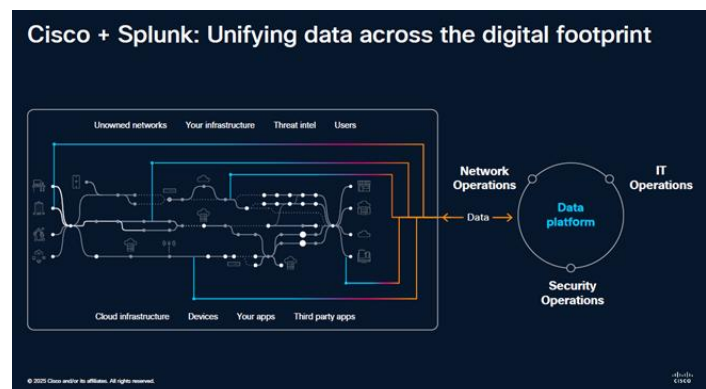 Cisco + Splunk: Unifying data across the digital footprint
Unowned networks
Your infrastructure
Threat intel
Users
Network
Operations
IT
Operations
Data
Data
platform
Security
Operations
Cloud infrastructure
Devices
Your apps
Third party apps
© 2025 Cisco and/or its affiliates. All rights reserved.
CISCO